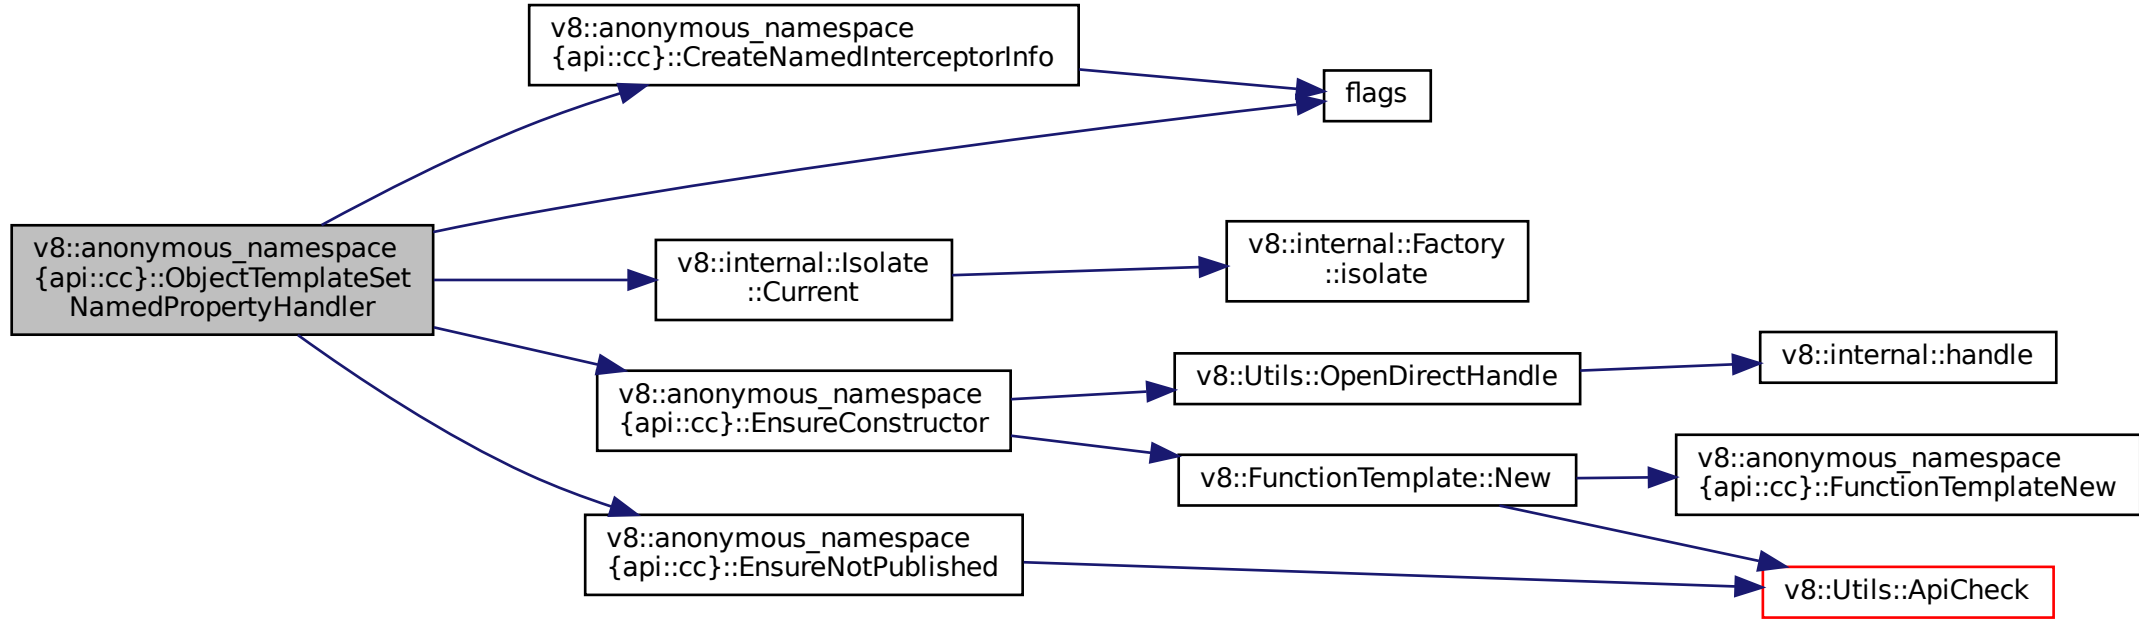 v8::anonymous_namespace
{api::cc}::CreateNamedInterceptorInfo
flags
v8::anonymous_namespace
{api::cc}::ObjectTemplateSet
NamedPropertyHandler
v8::internal::Isolate
::Current
v8::internal::Factory
::isolate
v8::anonymous_namespace
{api::cc}::EnsureConstructor
v8::Utils::OpenDirectHandle
v8::internal::handle
v8::FunctionTemplate::New
v8::anonymous_namespace
{api::cc}::FunctionTemplateNew
v8::anonymous_namespace
{api::cc}::EnsureNotPublished
v8::Utils::ApiCheck